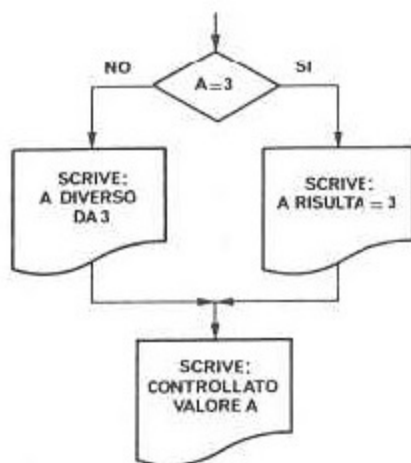 NO
A=3
SI
SCRIVE:
A DIVERSO
DA 3
SCRIVE:
A RISULTA = 3
SCRIVE:
CONTROLLATO
VALORE A